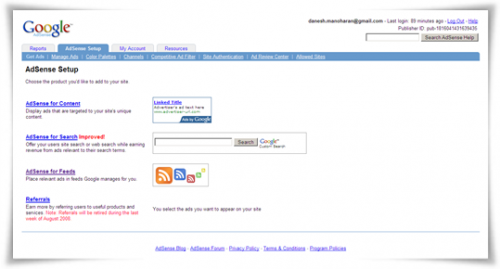 Google
AdSense
danesh.manoharan@gmail.com - Last login: 89 minutes ago - Log Out - Help
Publisher ID:
Search AdSense Help
Reports
AdSense Setup
My Account
Resources
Get Ads | Manage Ads | Color Palettes | Channels | Competitive Ad Filter | Site Authentication | Ad Review Center | Allowed Sites
AdSense Setup
Choose the product you'd like to add to your site
AdSense for Content
Display ads that are targeted to your site's unique
content.
Linked Title
Advertiser's ad text here
www.advertiser-url.com
Ads by Google
AdSense for Search Improved!
Offer your users site search or web search while earning
revenue from ads relevant to their search terms.
Search
Google
Custom Search
AdSense for Feeds
Place relevant ads in feeds Google manages for you.
Referrals
Earn more by referring users to useful products and
services. Note: Referrals will be retired during the last
week of August 2008.
You select the ads you want to appear on your site
AdSense Blog - AdSense Forum - Privacy Policy - Terms & Conditions - Program Policies